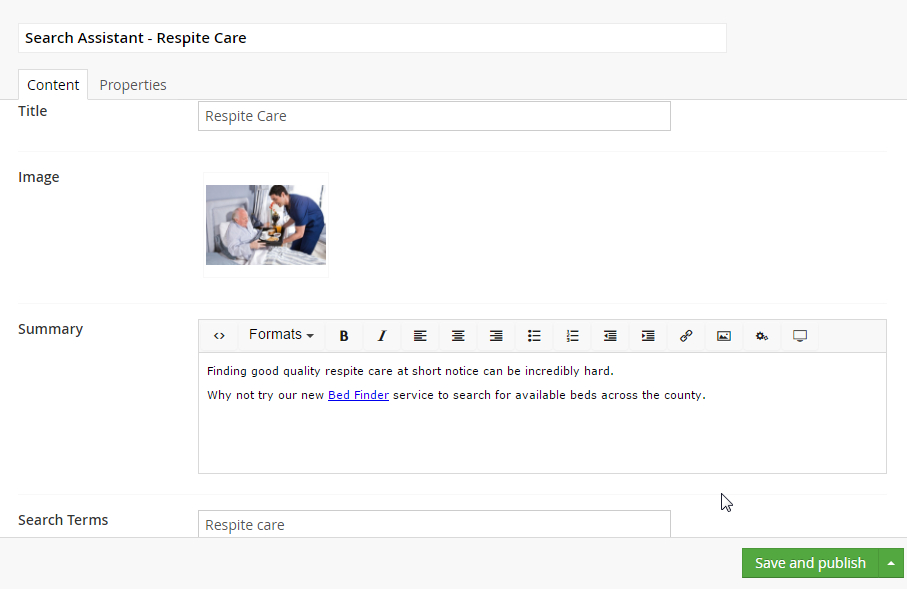 Search Assistant - Respite Care
Content Properties
Title
Respite Care
Image
Summary
<> Formats B I
Finding good quality respite care at short notice can be incredibly hard.
Why not try our new Bed Finder service to search for available beds across the county.
Search Terms
Respite care
Save and publish